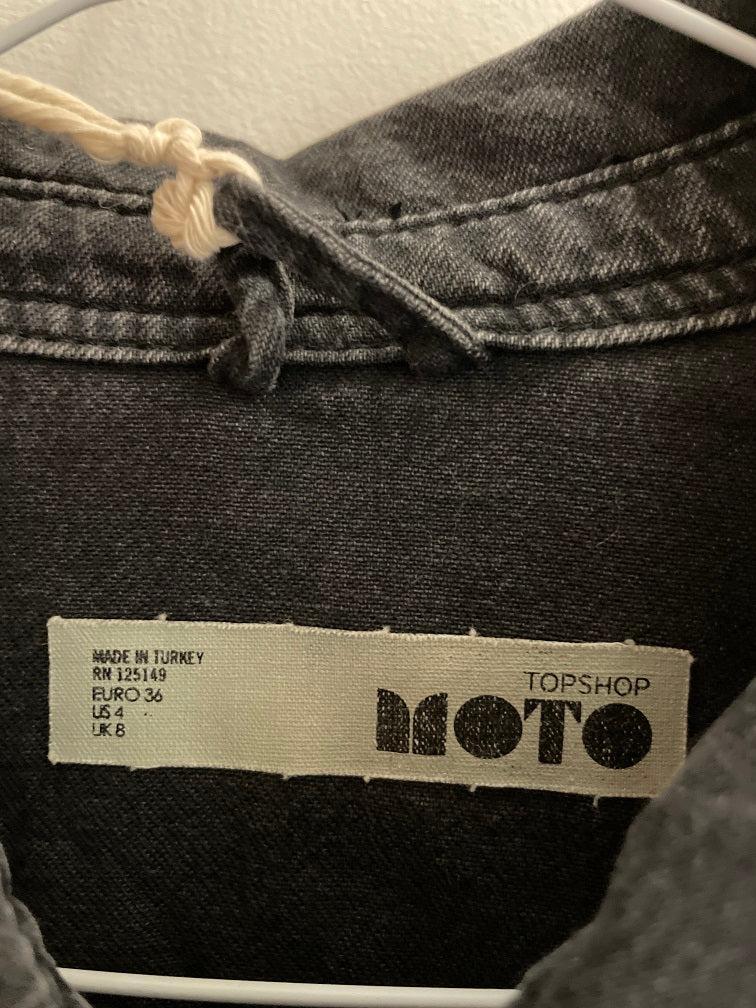 MADE IN TURKEY
RN 125149
EURO 36
US 4
UK 8
TOPSHOP
MOTO